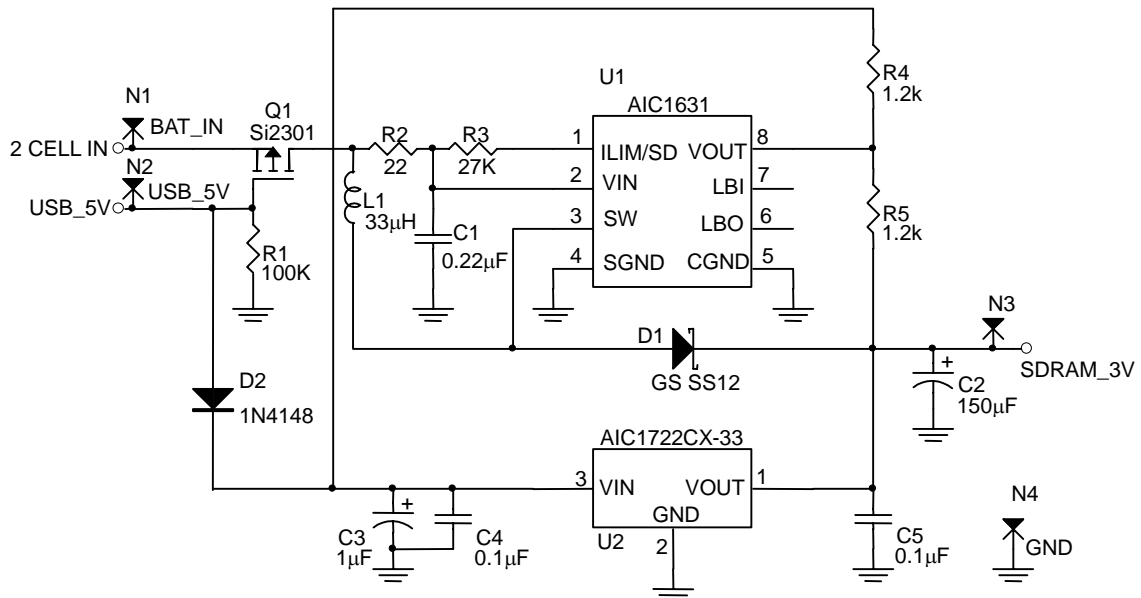 R4
1.2k
U1
AIC1631
N1
BAT_IN
Q1
Si2301
2 CELL IN
N2
USB_5V
USB_5V
R1
100K
R2
22
R3
27K
L1
33μH
C1
0.22μF
1
ILIM/SD
VOUT
8
2
VIN
LBI
7
3
SW
LBO
6
4
SGND
CGND
5
R5
1.2k
D1
GS SS12
N3
SDRAM_3V
+
C2
150μF
D2
1N4148
AIC1722CX-33
3
VIN
VOUT
1
GND
U2
2
+
C3
1μF
C4
0.1μF
C5
0.1μF
N4
GND